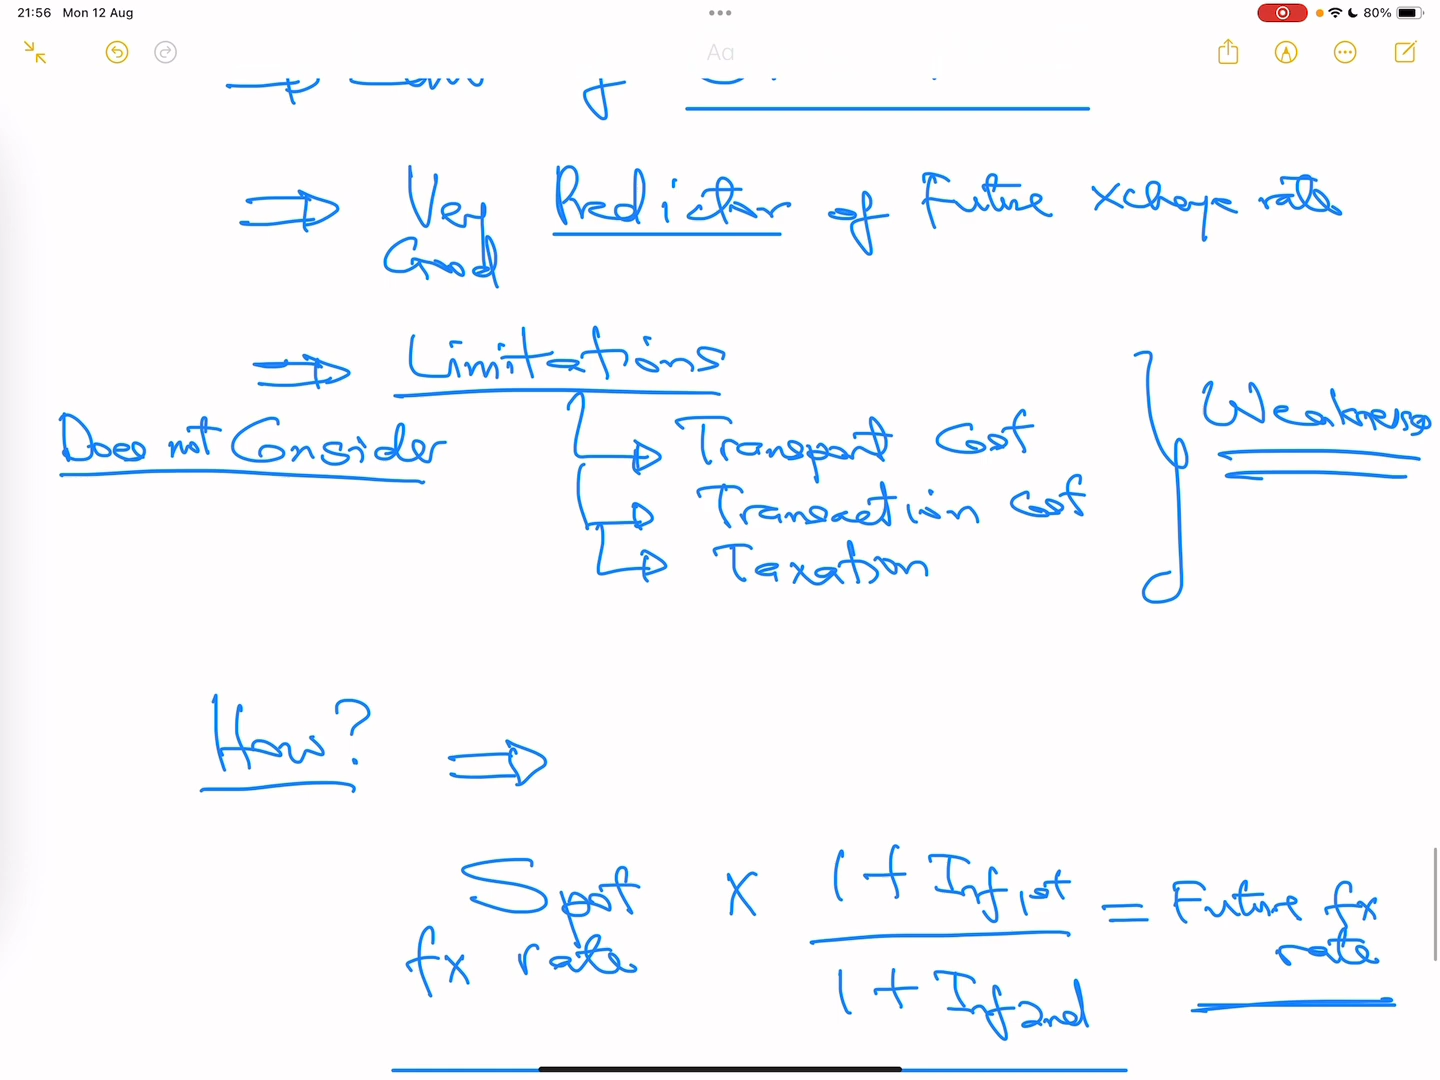 21:56 Mon 12 Aug
80%
Aa
⇒ Very Good Predictor of Future xchange rate
⇒ Limitations
Does not Consider
Transport Cost
Transaction Cost
Taxation
Weaknesses
How? ⇒
Spot fx rate X 1 + Inf 1st / 1 + Inf 2nd = Future fx rate